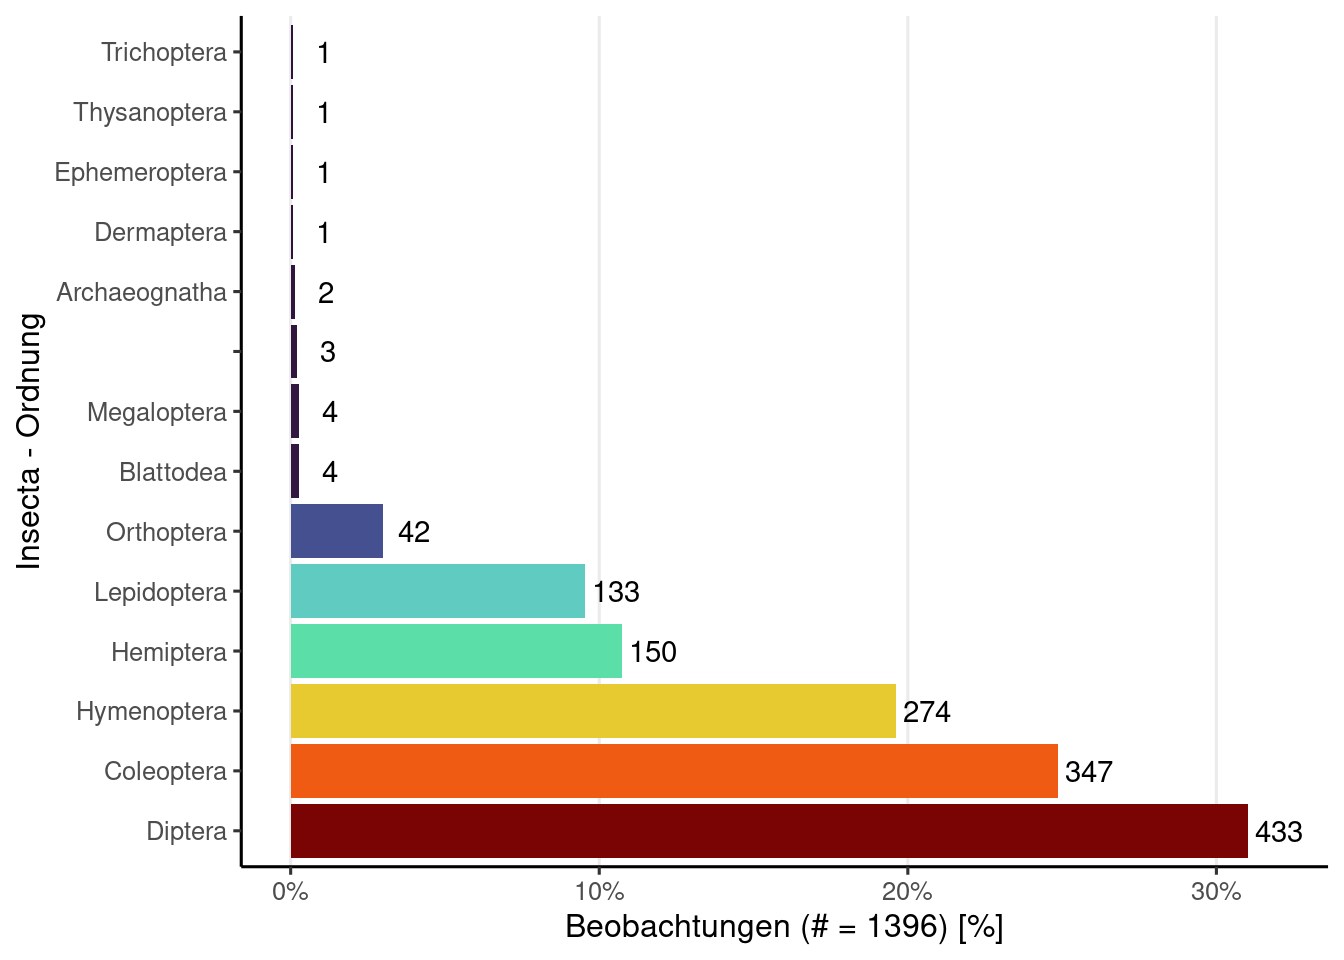 Insecta - Ordnung
Trichoptera 1
Thysanoptera 1
Ephemeroptera 1
Dermaptera 1
Archaeognatha 2
3
Megaloptera 4
Blattodea 4
Orthoptera 42
Lepidoptera 133
Hemiptera 150
Hymenoptera 274
Coleoptera 347
Diptera 433
0% 10% 20% 30%
Beobachtungen (# = 1396) [%]